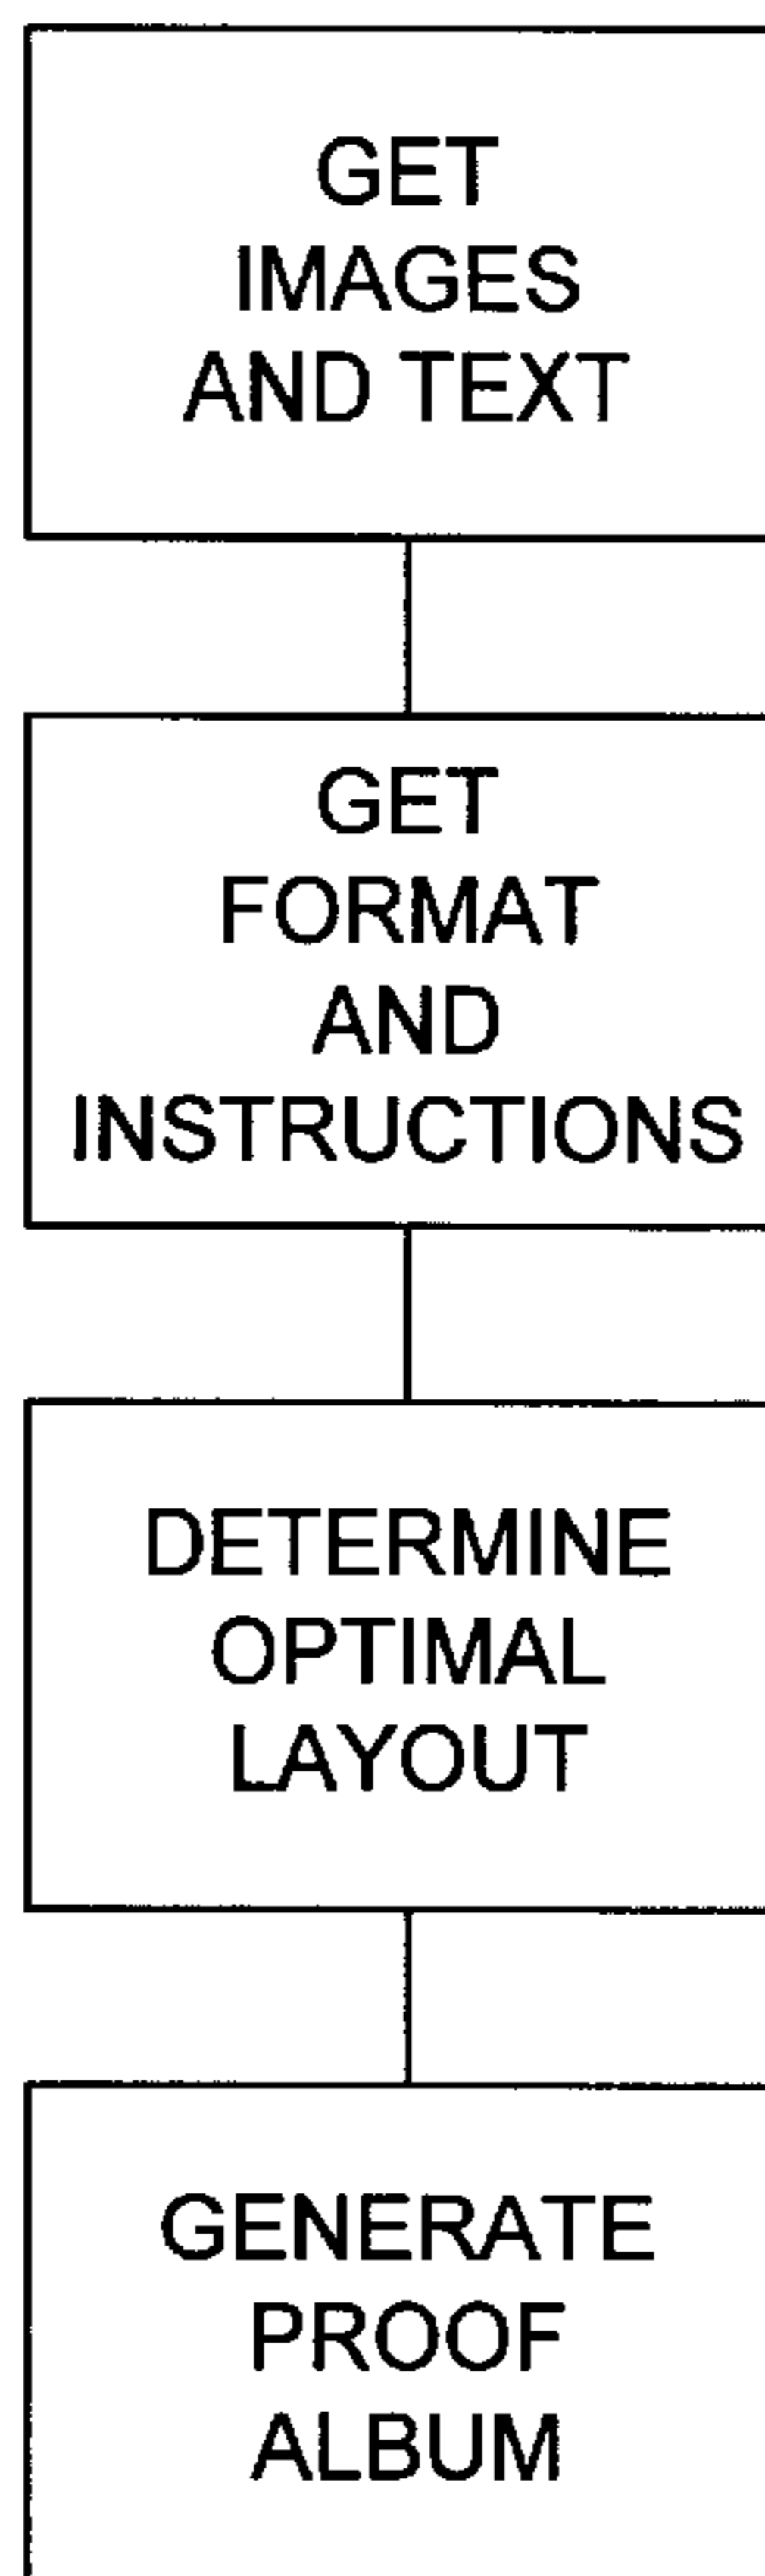 GET
IMAGES
AND TEXT
GET
FORMAT
AND
INSTRUCTIONS
DETERMINE
OPTIMAL
LAYOUT
GENERATE
PROOF
ALBUM